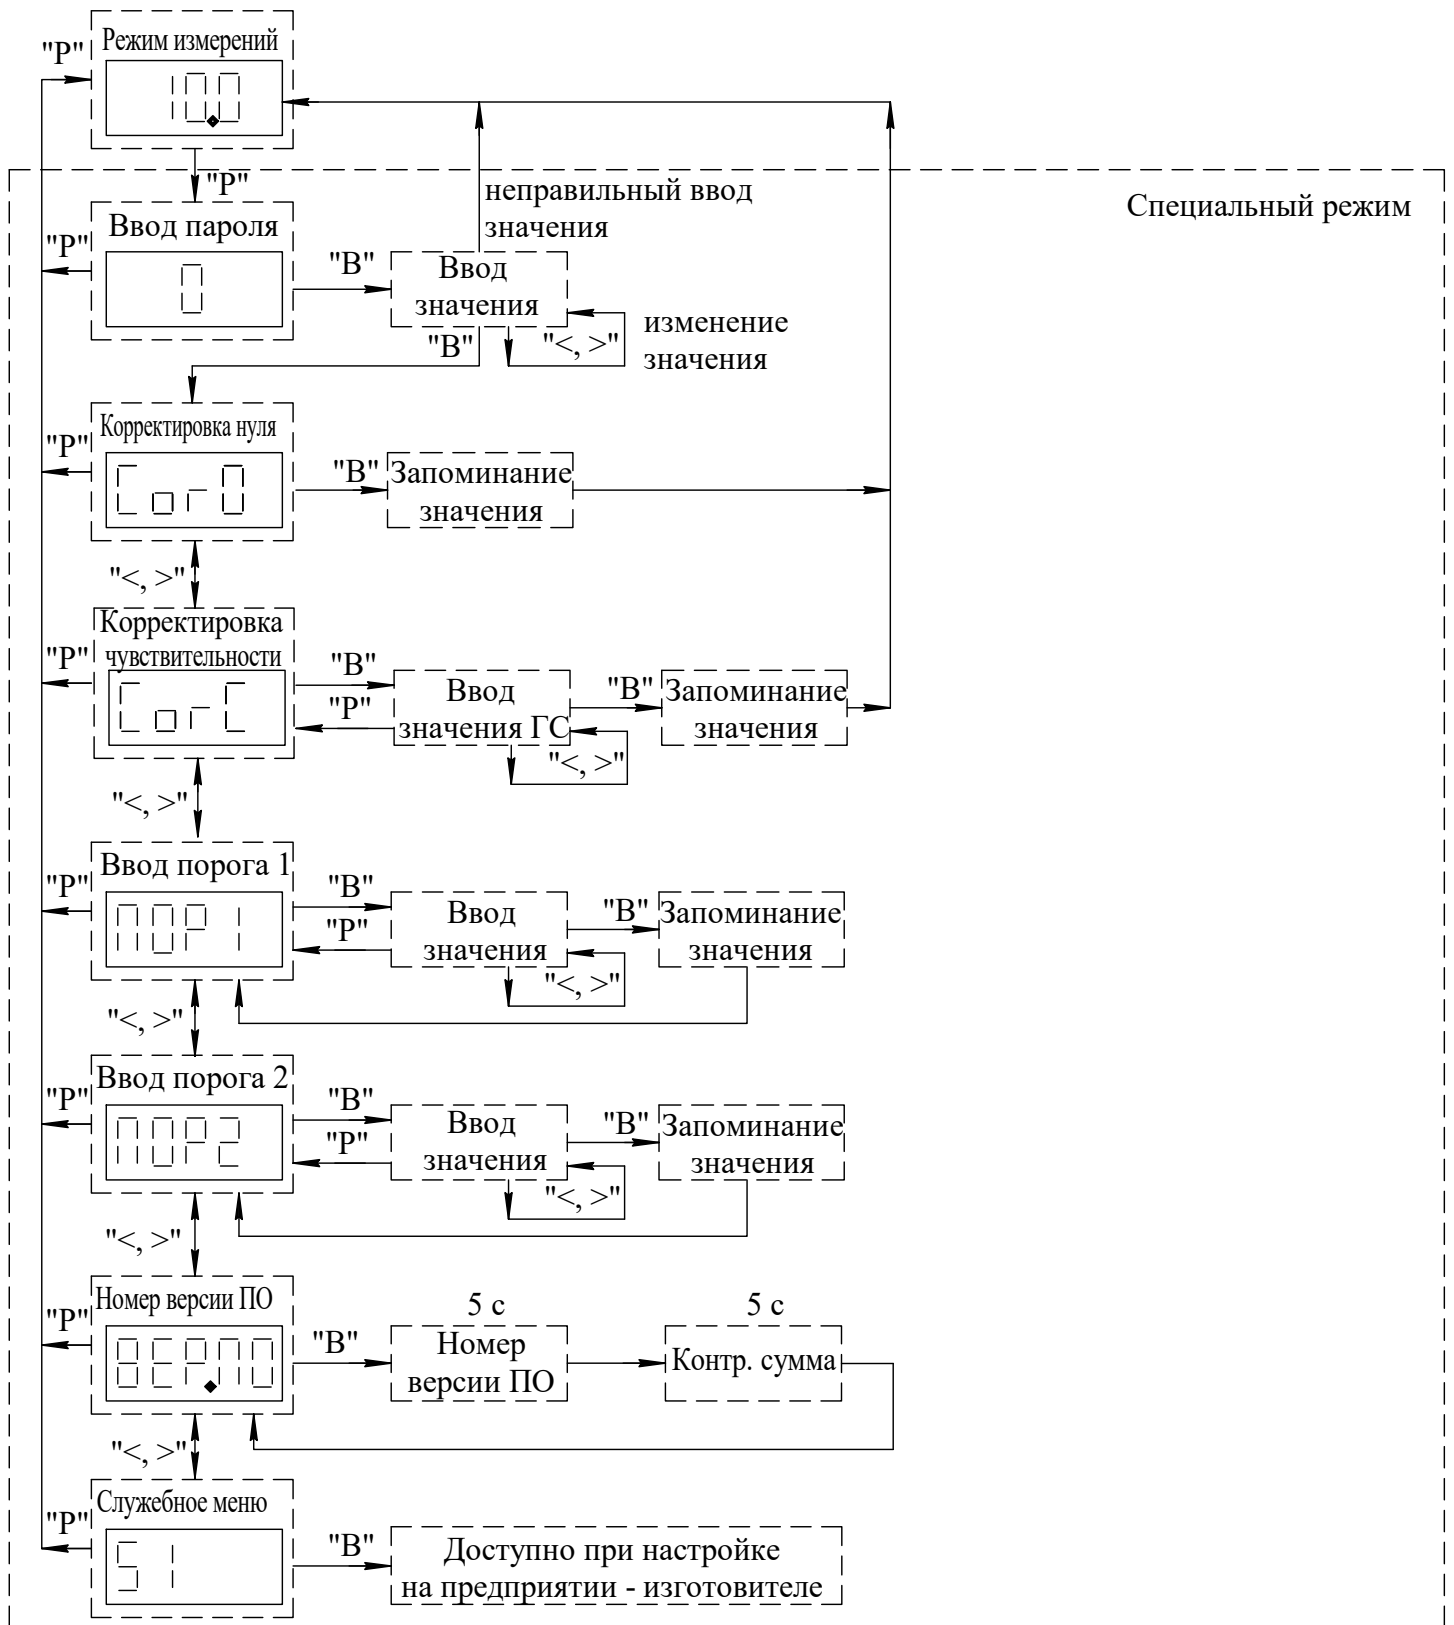 "Р"
Режим измерений
10.0
"Р"
неправильный ввод
значения
Специальный режим
Ввод пароля
"Р"
0
"В"
Ввод
значения
"В"
"<, >"
изменение
значения
Корректировка нуля
"Р"
Cor0
"В"
Запоминание
значения
"<, >"
Корректировка
чувствительности
"Р"
CorC
"В"
"Р"
Ввод
значения ГС
"<, >"
"В"
Запоминание
значения
"<, >"
Ввод порога 1
"Р"
ПОР1
"В"
"Р"
Ввод
значения
"<, >"
"В"
Запоминание
значения
"<, >"
Ввод порога 2
"Р"
ПОР2
"В"
"Р"
Ввод
значения
"<, >"
"В"
Запоминание
значения
"<, >"
Номер версии ПО
"Р"
ВЕР.ПО
"В"
5 с
Номер
версии ПО
5 с
Контр. сумма
"<, >"
Служебное меню
"Р"
S1
"В"
Доступно при настройке
на предприятии - изготовителе